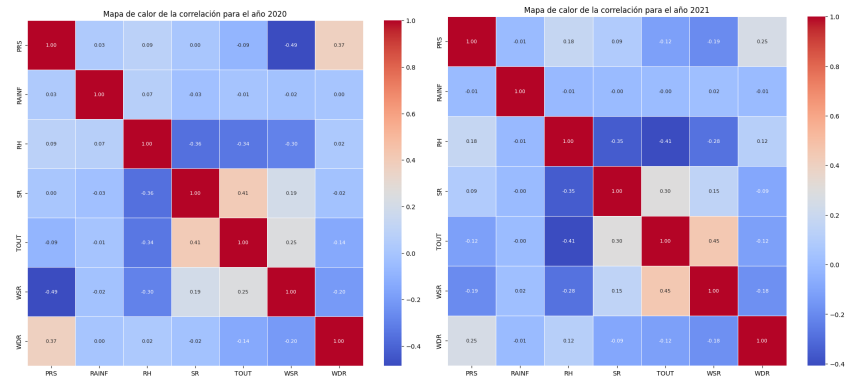 Mapa de calor de la correlación para el año 2020
PRS 1.00 0.03 0.09 0.00 -0.09 -0.49 0.37
RAINF 0.03 1.00 0.07 -0.03 -0.01 -0.02 0.00
RH 0.09 0.07 1.00 -0.36 -0.34 -0.30 0.02
SR 0.00 -0.03 -0.36 1.00 0.41 0.19 -0.02
TOUT -0.09 -0.01 -0.34 0.41 1.00 0.25 -0.14
WSR -0.49 -0.02 -0.30 0.19 0.25 1.00 -0.20
WDR 0.37 0.00 0.02 -0.02 -0.14 -0.20 1.00
PRS RAINF RH SR TOUT WSR WDR
1.0
0.8
0.6
0.4
0.2
0.0
-0.2
-0.4
Mapa de calor de la correlación para el año 2021
PRS 1.00 -0.01 0.18 0.09 -0.12 -0.19 0.25
RAINF -0.01 1.00 -0.01 -0.00 -0.00 0.02 -0.01
RH 0.18 -0.01 1.00 -0.35 -0.41 -0.28 0.12
SR 0.09 -0.00 -0.35 1.00 0.30 0.15 -0.09
TOUT -0.12 -0.00 -0.41 0.30 1.00 0.45 -0.12
WSR -0.19 0.02 -0.28 0.15 0.45 1.00 -0.18
WDR 0.25 -0.01 0.12 -0.09 -0.12 -0.18 1.00
PRS RAINF RH SR TOUT WSR WDR
1.0
0.8
0.6
0.4
0.2
0.0
-0.2
-0.4